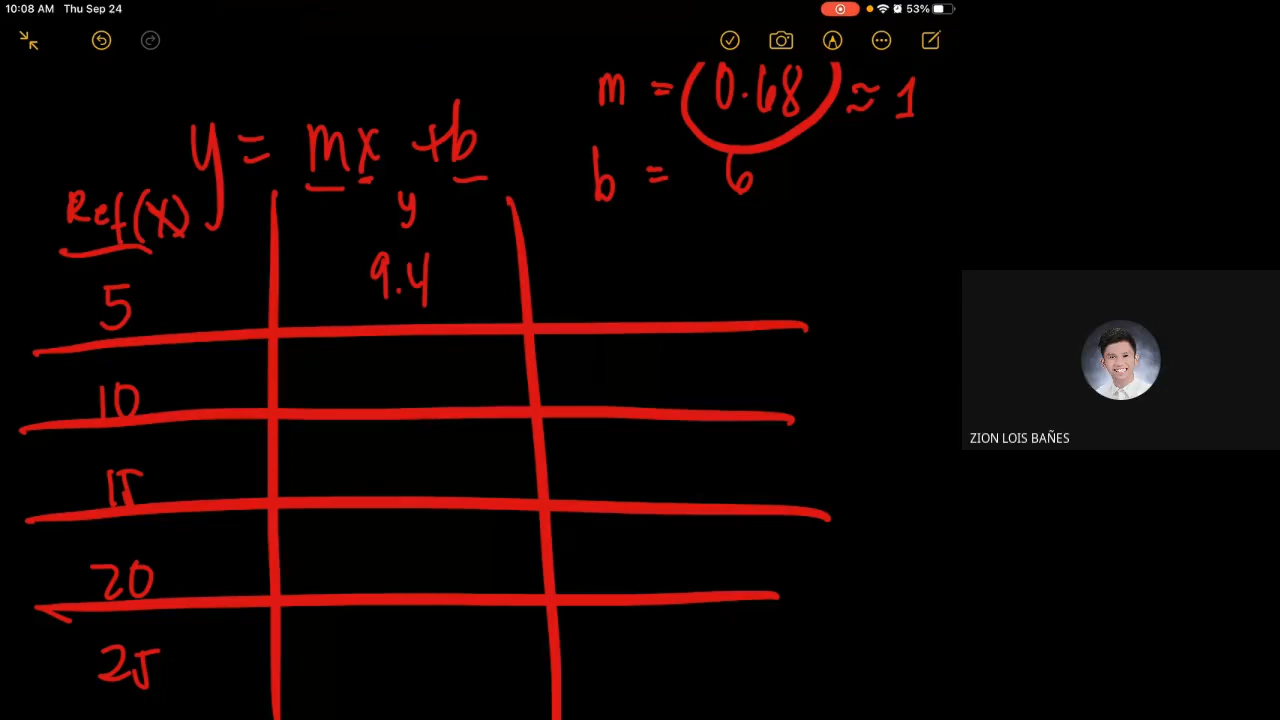 10:08 AM Thu Sep 24
53%
m = 0.68 ≈ 1
y = mx + b
b = 6
Ref(x)
y
5
9.4
10
15
20
25
ZION LOIS BAÑES